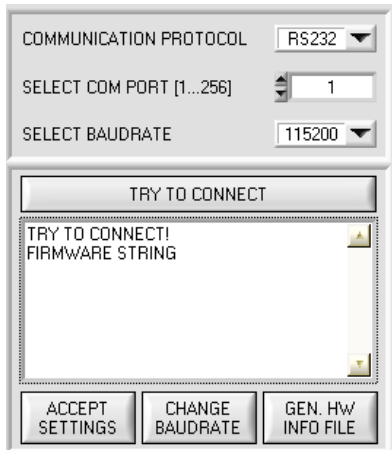 COMMUNICATION PROTOCOL RS232
SELECT COM PORT [1...256] 1
SELECT BAUDRATE 115200
TRY TO CONNECT
TRY TO CONNECT!
FIRMWARE STRING
ACCEPT SETTINGS
CHANGE BAUDRATE
GEN. HW INFO FILE